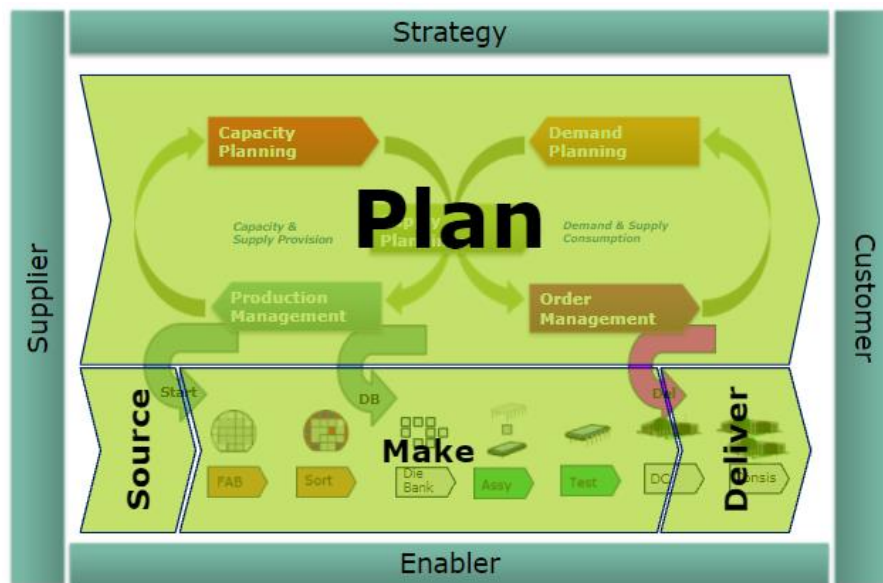 Strategy
Supplier
Customer
Capacity
Planning
Demand
Planning
Plan
Capacity &
Supply Provision
Demand & Supply
Consumption
Production
Management
Order
Management
Start
DB
Del
Source
Make
Deliver
FAB
Sort
Die
Bank
Assy
Test
DC
Enabler